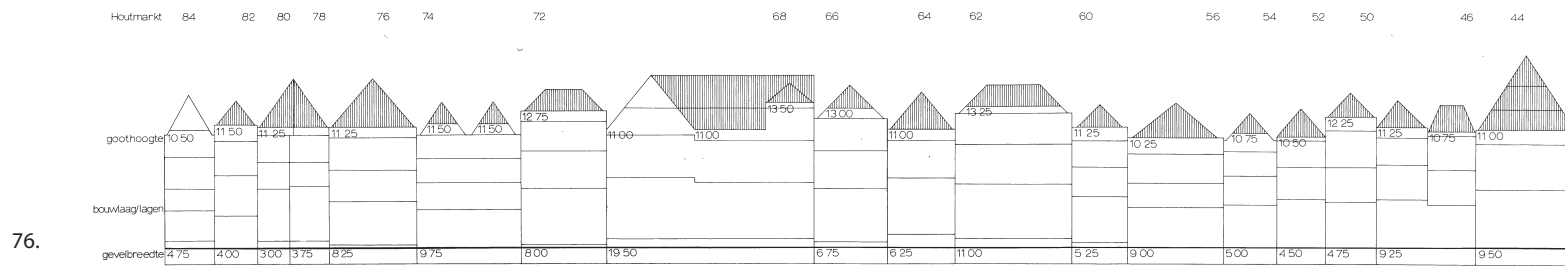 Houtmarkt 84 82 80 78 76 74 72 68 66 64 62 60 56 54 52 50 46 44
goothoogte 10 50 11 50 11 25 11 25 11 50 11 50 12 75 11 00 11 00 13 50 13 00 11 00 13 25 11 25 10 25 10 75 10 50 12 25 11 25 10 75 11 00
bouwlaag/lagen
76.
gevelbreedte 4 75 4 00 3 00 3 75 8 25 9 75 8 00 19 50 6 75 6 25 11 00 5 25 9 00 5 00 4 50 4 75 9 25 9 50